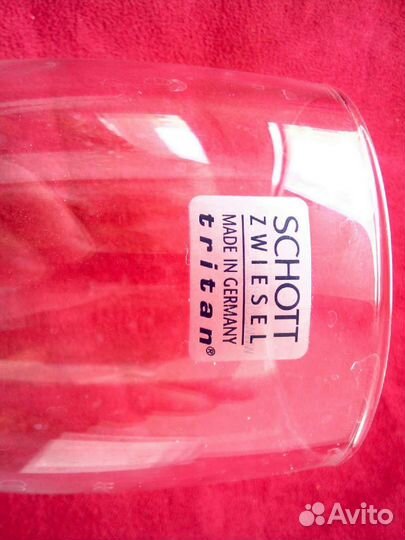 SCHOTT
ZWIESEL
MADE IN GERMANY
tritan®
Avito